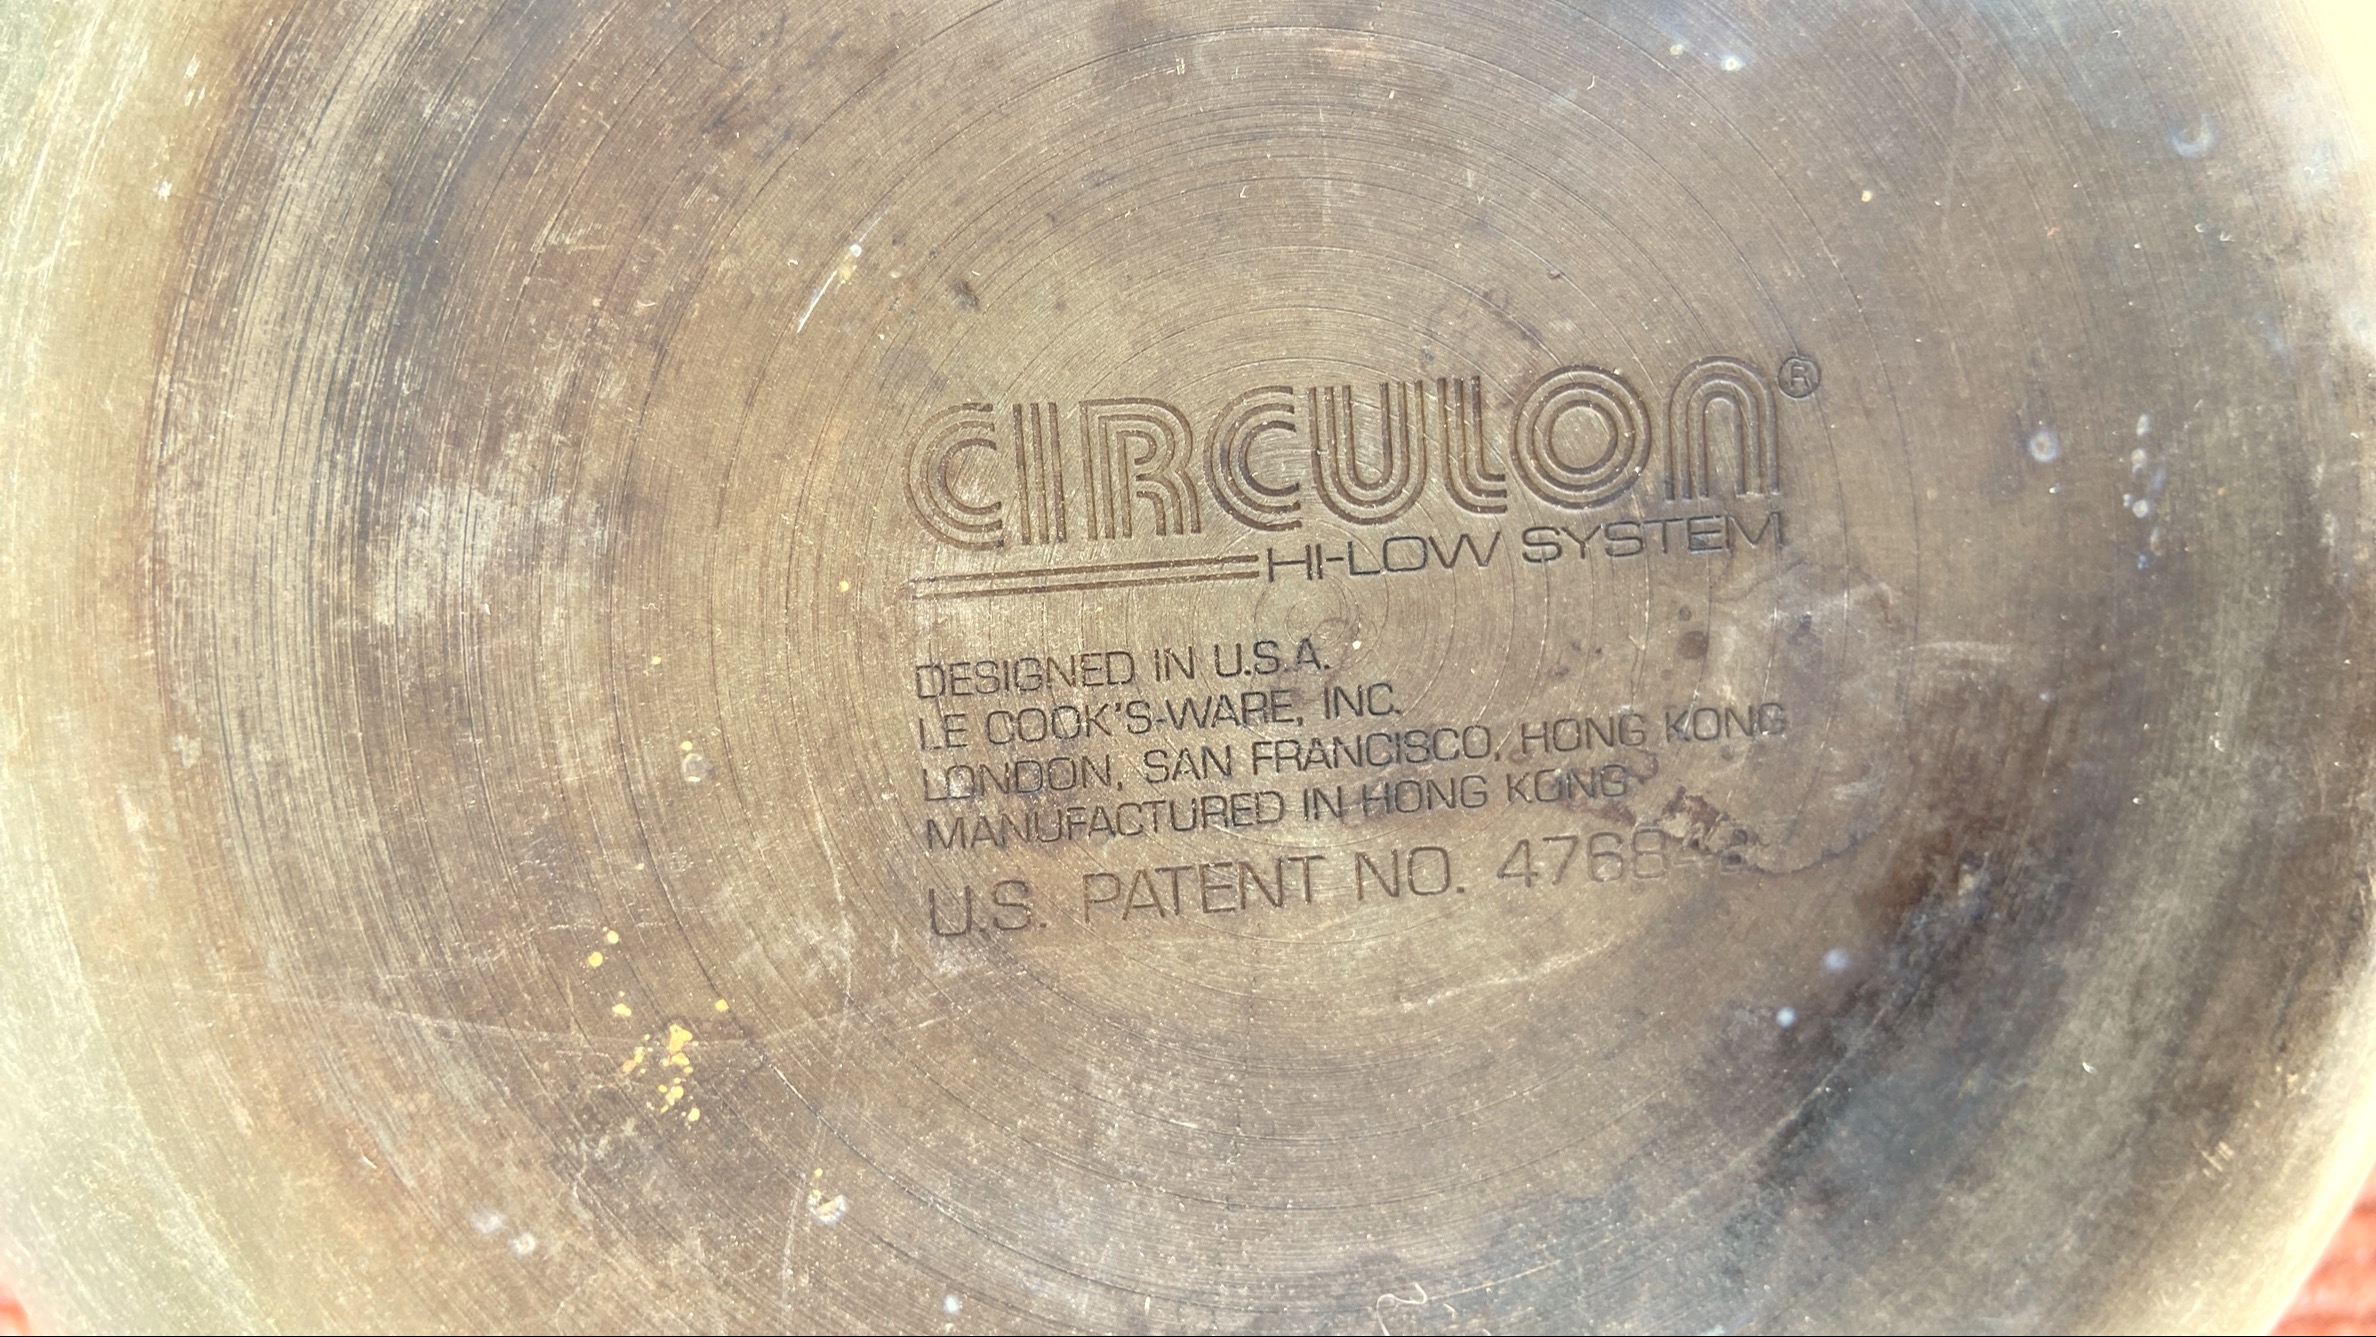 CIRCULON®
HI-LOW SYSTEM
DESIGNED IN U.S.A.
LE COOK'S-WARE, INC.
LONDON, SAN FRANCISCO, HONG KONG
MANUFACTURED IN HONG KONG
U.S. PATENT NO.